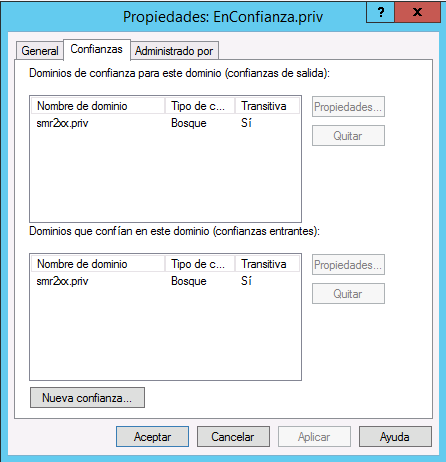 Propiedades: EnConfianza.priv
? x
General Confianzas Administrado por
Dominios de confianza para este dominio (confianzas de salida):
Nombre de dominio Tipo de c... Transitiva
smr2xx.priv Bosque Sí
Propiedades...
Quitar
Dominios que confían en este dominio (confianzas entrantes):
Nombre de dominio Tipo de c... Transitiva
smr2xx.priv Bosque Sí
Propiedades...
Quitar
Nueva confianza...
Aceptar Cancelar Aplicar Ayuda